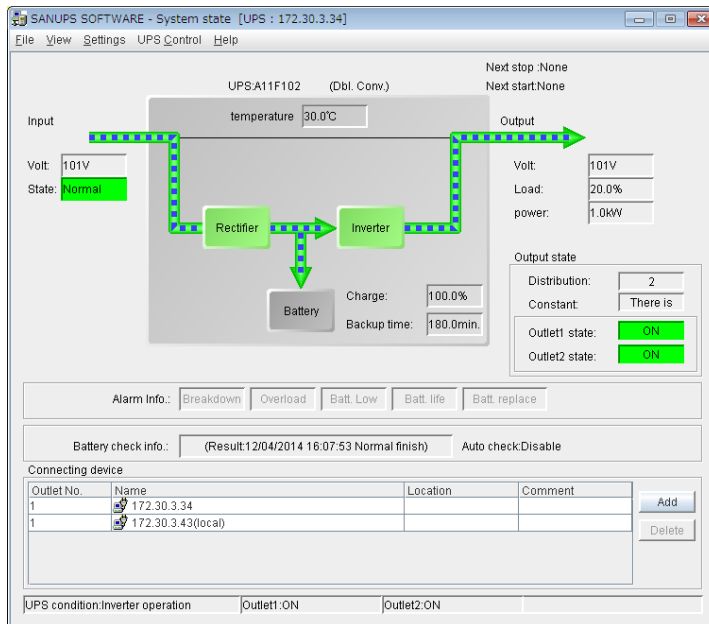 SANUPS SOFTWARE - System state [UPS : 172.30.3.34]
File View Settings UPS Control Help
Next stop :None
UPS:A11F102 (Dbl. Conv.) Next start:None
Input temperature 30.0℃ Output
Volt: 101V Volt: 101V
State: Normal Load: 20.0%
power: 1.0kW
Rectifier Inverter
Output state
Distribution: 2
Constant: There is
Battery Charge: 100.0%
Backup time: 180.0min.
Outlet1 state: ON
Outlet2 state: ON
Alarm Info.: Breakdown Overload Batt. Low Batt. life Batt. replace
Battery check info.: (Result:12/04/2014 16:07:53 Normal finish) Auto check:Disable
Connecting device
Outlet No. Name Location Comment
1 172.30.3.34
1 172.30.3.43(local)
Add
Delete
UPS condition:Inverter operation Outlet1:ON Outlet2:ON